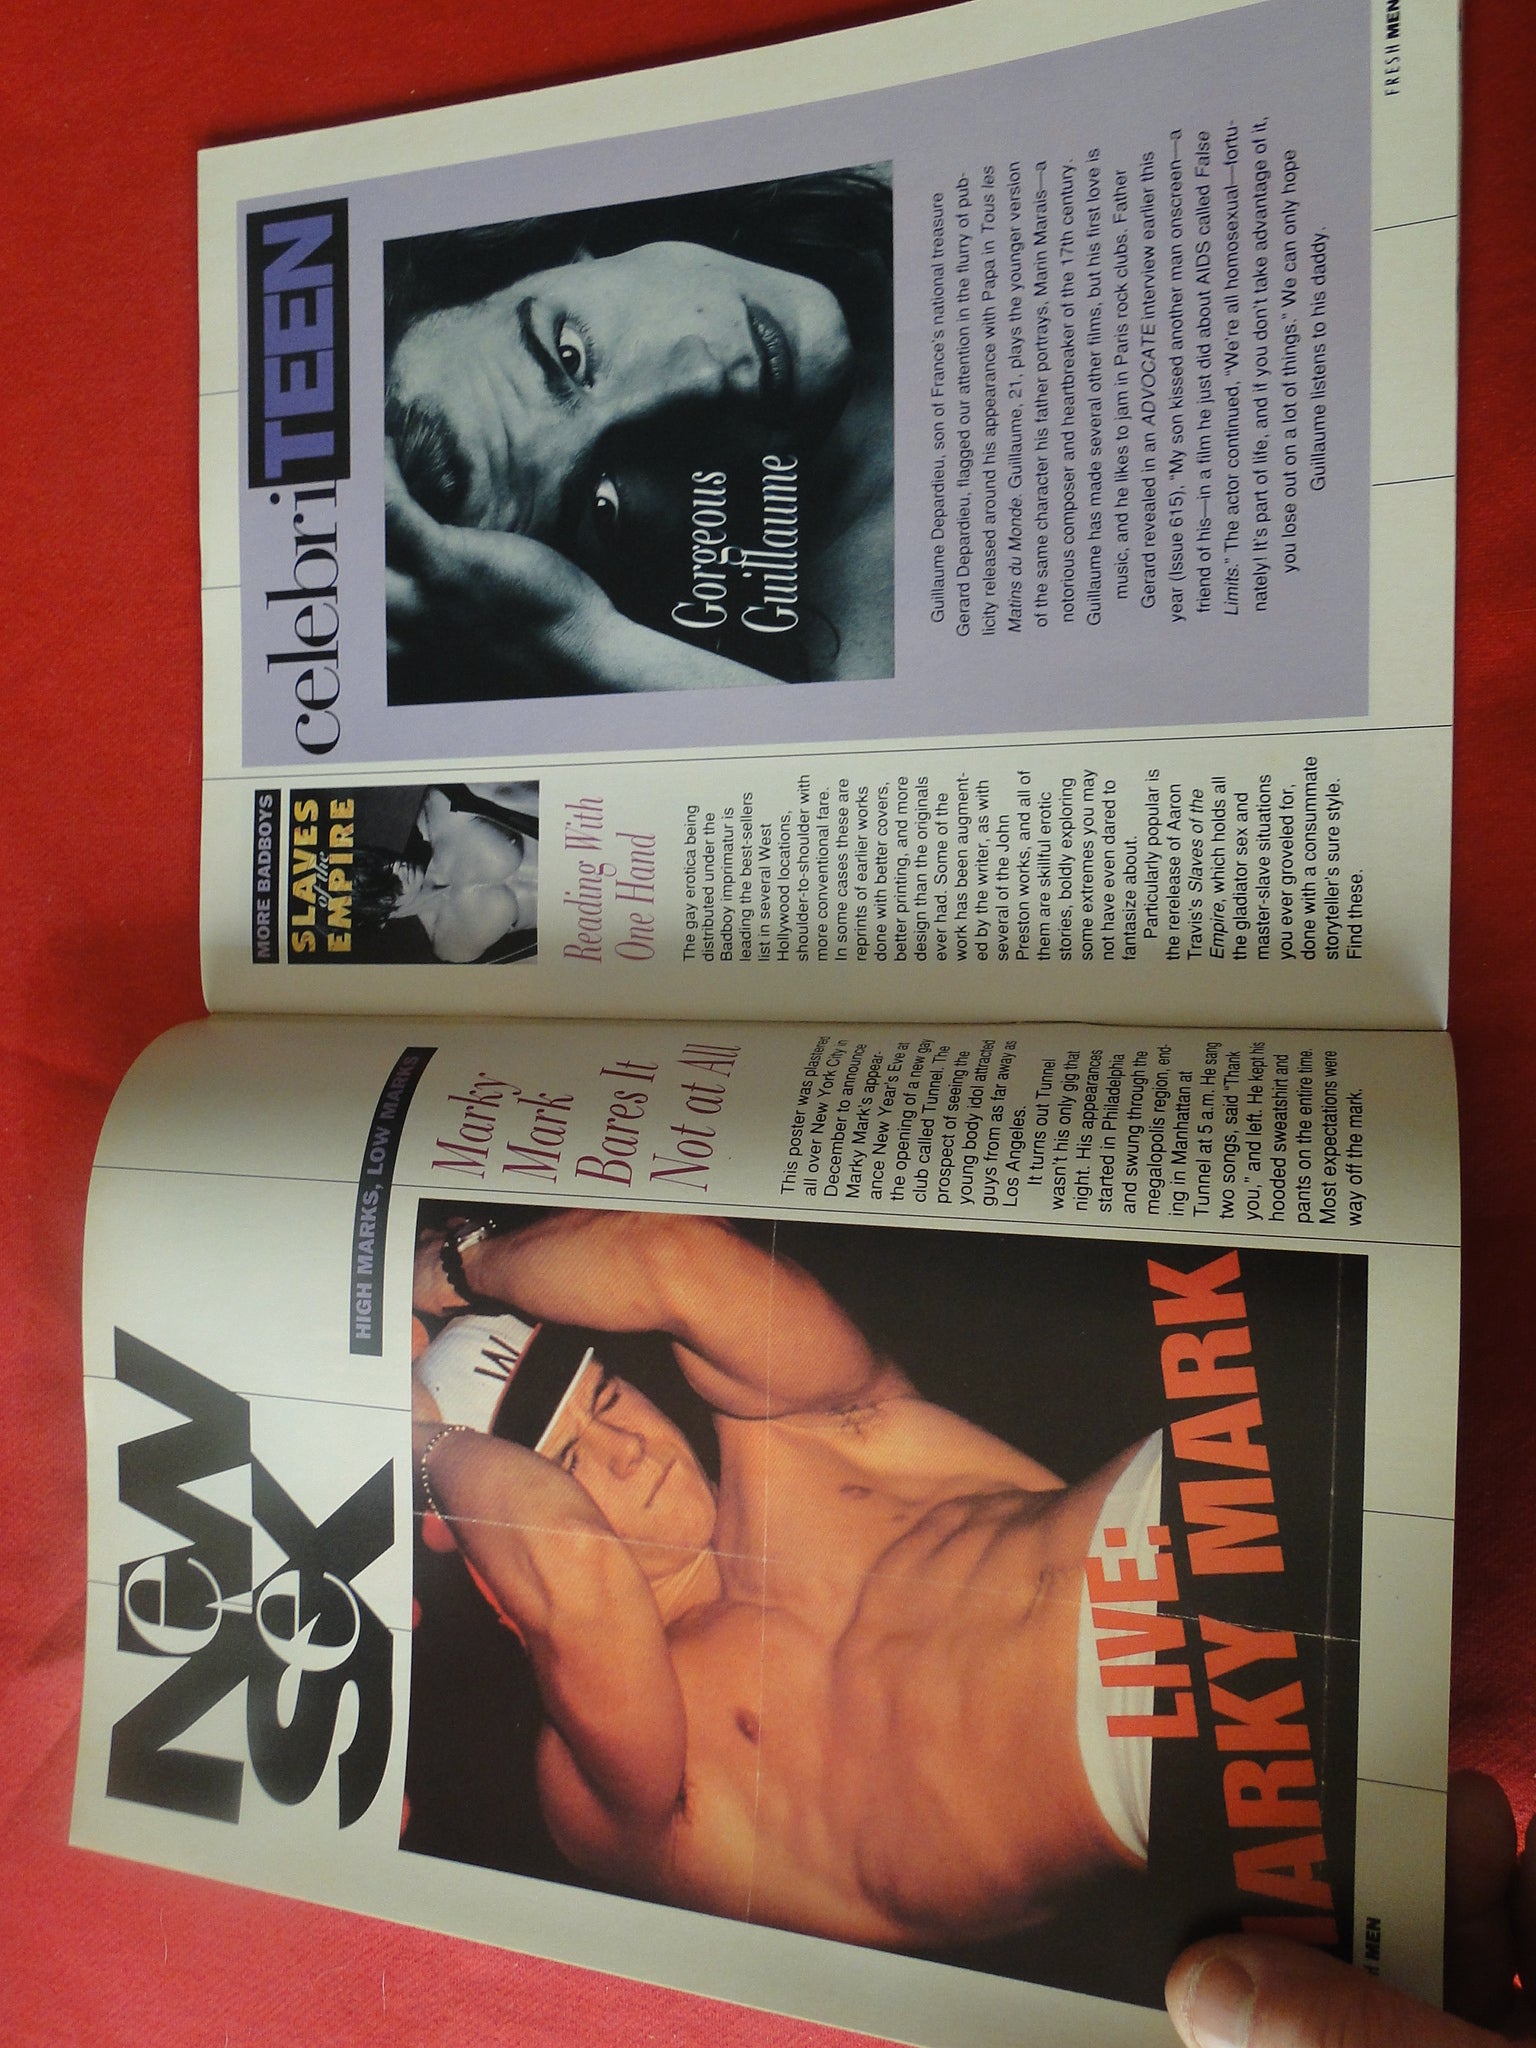 New
Sex
HIGH MARKS, LOW MARKS
W
LIVE:
MARKY MARK
Marky
Mark
Bares It
Not at All
This poster was plastered
all over New York City in
December to announce
Marky Mark's appear-
ance New Year's Eve at
the opening of a new gay
club called Tunnel. The
prospect of seeing the
young body idol attracted
guys from as far away as
Los Angeles.
It turns out Tunnel
wasn't his only gig that
night. His appearances
started in Philadelphia
and swung through the
megalopolis region, end-
ing in Manhattan at
Tunnel at 5 a.m. He sang
two songs, said "Thank
you," and left. He kept his
hooded sweatshirt and
pants on the entire time.
Most expectations were
way off the mark.
MEN
MORE BADBOYS
SLAVES
of the
EMPIRE
Reading With
One Hand
The gay erotica being
distributed under the
Badboy imprimatur is
leading the best-sellers
list in several West
Hollywood locations,
shoulder-to-shoulder with
more conventional fare.
In some cases these are
reprints of earlier works
done with better covers,
better printing, and more
design than the originals
ever had. Some of the
work has been augment-
ed by the writer, as with
several of the John
Preston works, and all of
them are skillful erotic
stories, boldly exploring
some extremes you may
not have even dared to
fantasize about.
Particularly popular is
the rerelease of Aaron
Travis's Slaves of the
Empire, which holds all
the gladiator sex and
master-slave situations
you ever groveled for,
done with a consummate
storyteller's sure style.
Find these.
celebriTEEN
Gorgeous
Guillaume
Guillaume Depardieu, son of France's national treasure
Gerard Depardieu, flagged our attention in the flurry of pub-
licity released around his appearance with Papa in Tous les
Matins du Monde. Guillaume, 21, plays the younger version
of the same character his father portrays, Marin Marais—a
notorious composer and heartbreaker of the 17th century.
Guillaume has made several other films, but his first love is
music, and he likes to jam in Paris rock clubs. Father
Gerard revealed in an ADVOCATE interview earlier this
year (Issue 615), "My son kissed another man onscreen—a
friend of his—in a film he just did about AIDS called False
Limits." The actor continued, "We're all homosexual—fortu-
nately! It's part of life, and if you don't take advantage of it,
you lose out on a lot of things." We can only hope
Guillaume listens to his daddy.
FRESH MEN